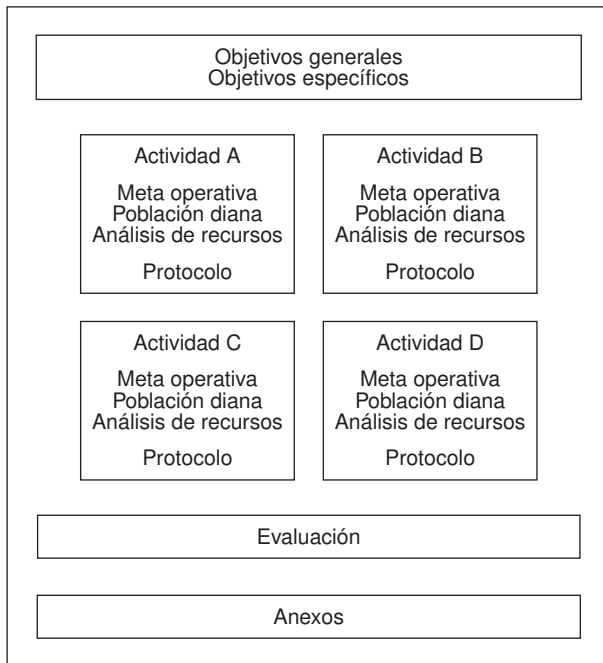 Objetivos generales
Objetivos específicos
Actividad A
Meta operativa
Población diana
Análisis de recursos
Protocolo
Actividad B
Meta operativa
Población diana
Análisis de recursos
Protocolo
Actividad C
Meta operativa
Población diana
Análisis de recursos
Protocolo
Actividad D
Meta operativa
Población diana
Análisis de recursos
Protocolo
Evaluación
Anexos